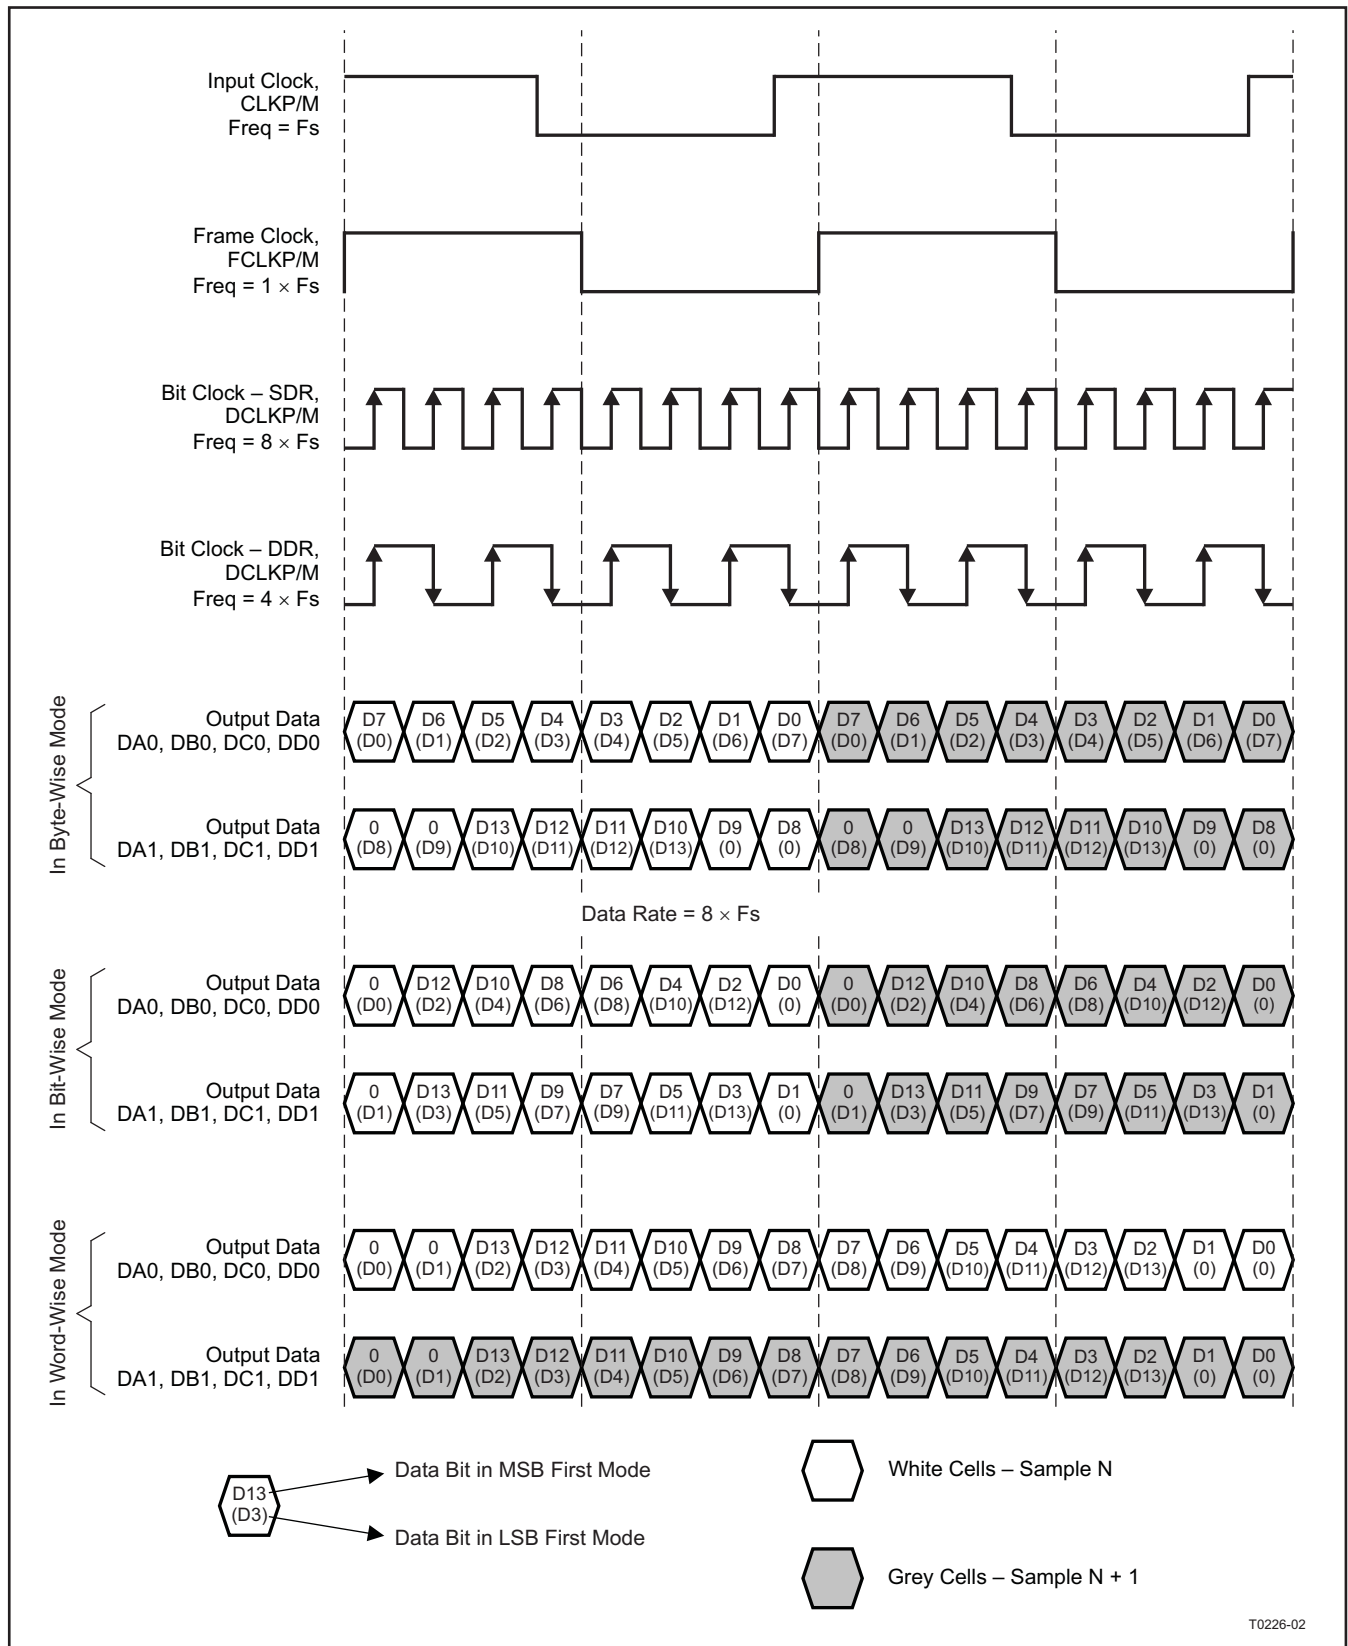 Input Clock,
CLKP/M
Freq = Fs
Frame Clock,
FCLKP/M
Freq = 1 × Fs
Bit Clock – SDR,
DCLKP/M
Freq = 8 × Fs
Bit Clock – DDR,
DCLKP/M
Freq = 4 × Fs
In Byte-Wise Mode
Output Data
DA0, DB0, DC0, DD0
D7 D6 D5 D4 D3 D2 D1 D0 D7 D6 D5 D4 D3 D2 D1 D0
(D0) (D1) (D2) (D3) (D4) (D5) (D6) (D7) (D0) (D1) (D2) (D3) (D4) (D5) (D6) (D7)
Output Data
DA1, DB1, DC1, DD1
0 0 D13 D12 D11 D10 D9 D8 0 0 D13 D12 D11 D10 D9 D8
(D8) (D9) (D10) (D11) (D12) (D13) (0) (0) (D8) (D9) (D10) (D11) (D12) (D13) (0) (0)
Data Rate = 8 × Fs
In Bit-Wise Mode
Output Data
DA0, DB0, DC0, DD0
0 D12 D10 D8 D6 D4 D2 D0 0 D12 D10 D8 D6 D4 D2 D0
(D0) (D2) (D4) (D6) (D8) (D10) (D12) (0) (D0) (D2) (D4) (D6) (D8) (D10) (D12) (0)
Output Data
DA1, DB1, DC1, DD1
0 D13 D11 D9 D7 D5 D3 D1 0 D13 D11 D9 D7 D5 D3 D1
(D1) (D3) (D5) (D7) (D9) (D11) (D13) (0) (D1) (D3) (D5) (D7) (D9) (D11) (D13) (0)
In Word-Wise Mode
Output Data
DA0, DB0, DC0, DD0
0 0 D13 D12 D11 D10 D9 D8 D7 D6 D5 D4 D3 D2 D1 D0
(D0) (D1) (D2) (D3) (D4) (D5) (D6) (D7) (D8) (D9) (D10) (D11) (D12) (D13) (0) (0)
Output Data
DA1, DB1, DC1, DD1
0 0 D13 D12 D11 D10 D9 D8 D7 D6 D5 D4 D3 D2 D1 D0
(D0) (D1) (D2) (D3) (D4) (D5) (D6) (D7) (D8) (D9) (D10) (D11) (D12) (D13) (0) (0)
D13
(D3)
Data Bit in MSB First Mode
Data Bit in LSB First Mode
White Cells – Sample N
Grey Cells – Sample N + 1
T0226-02